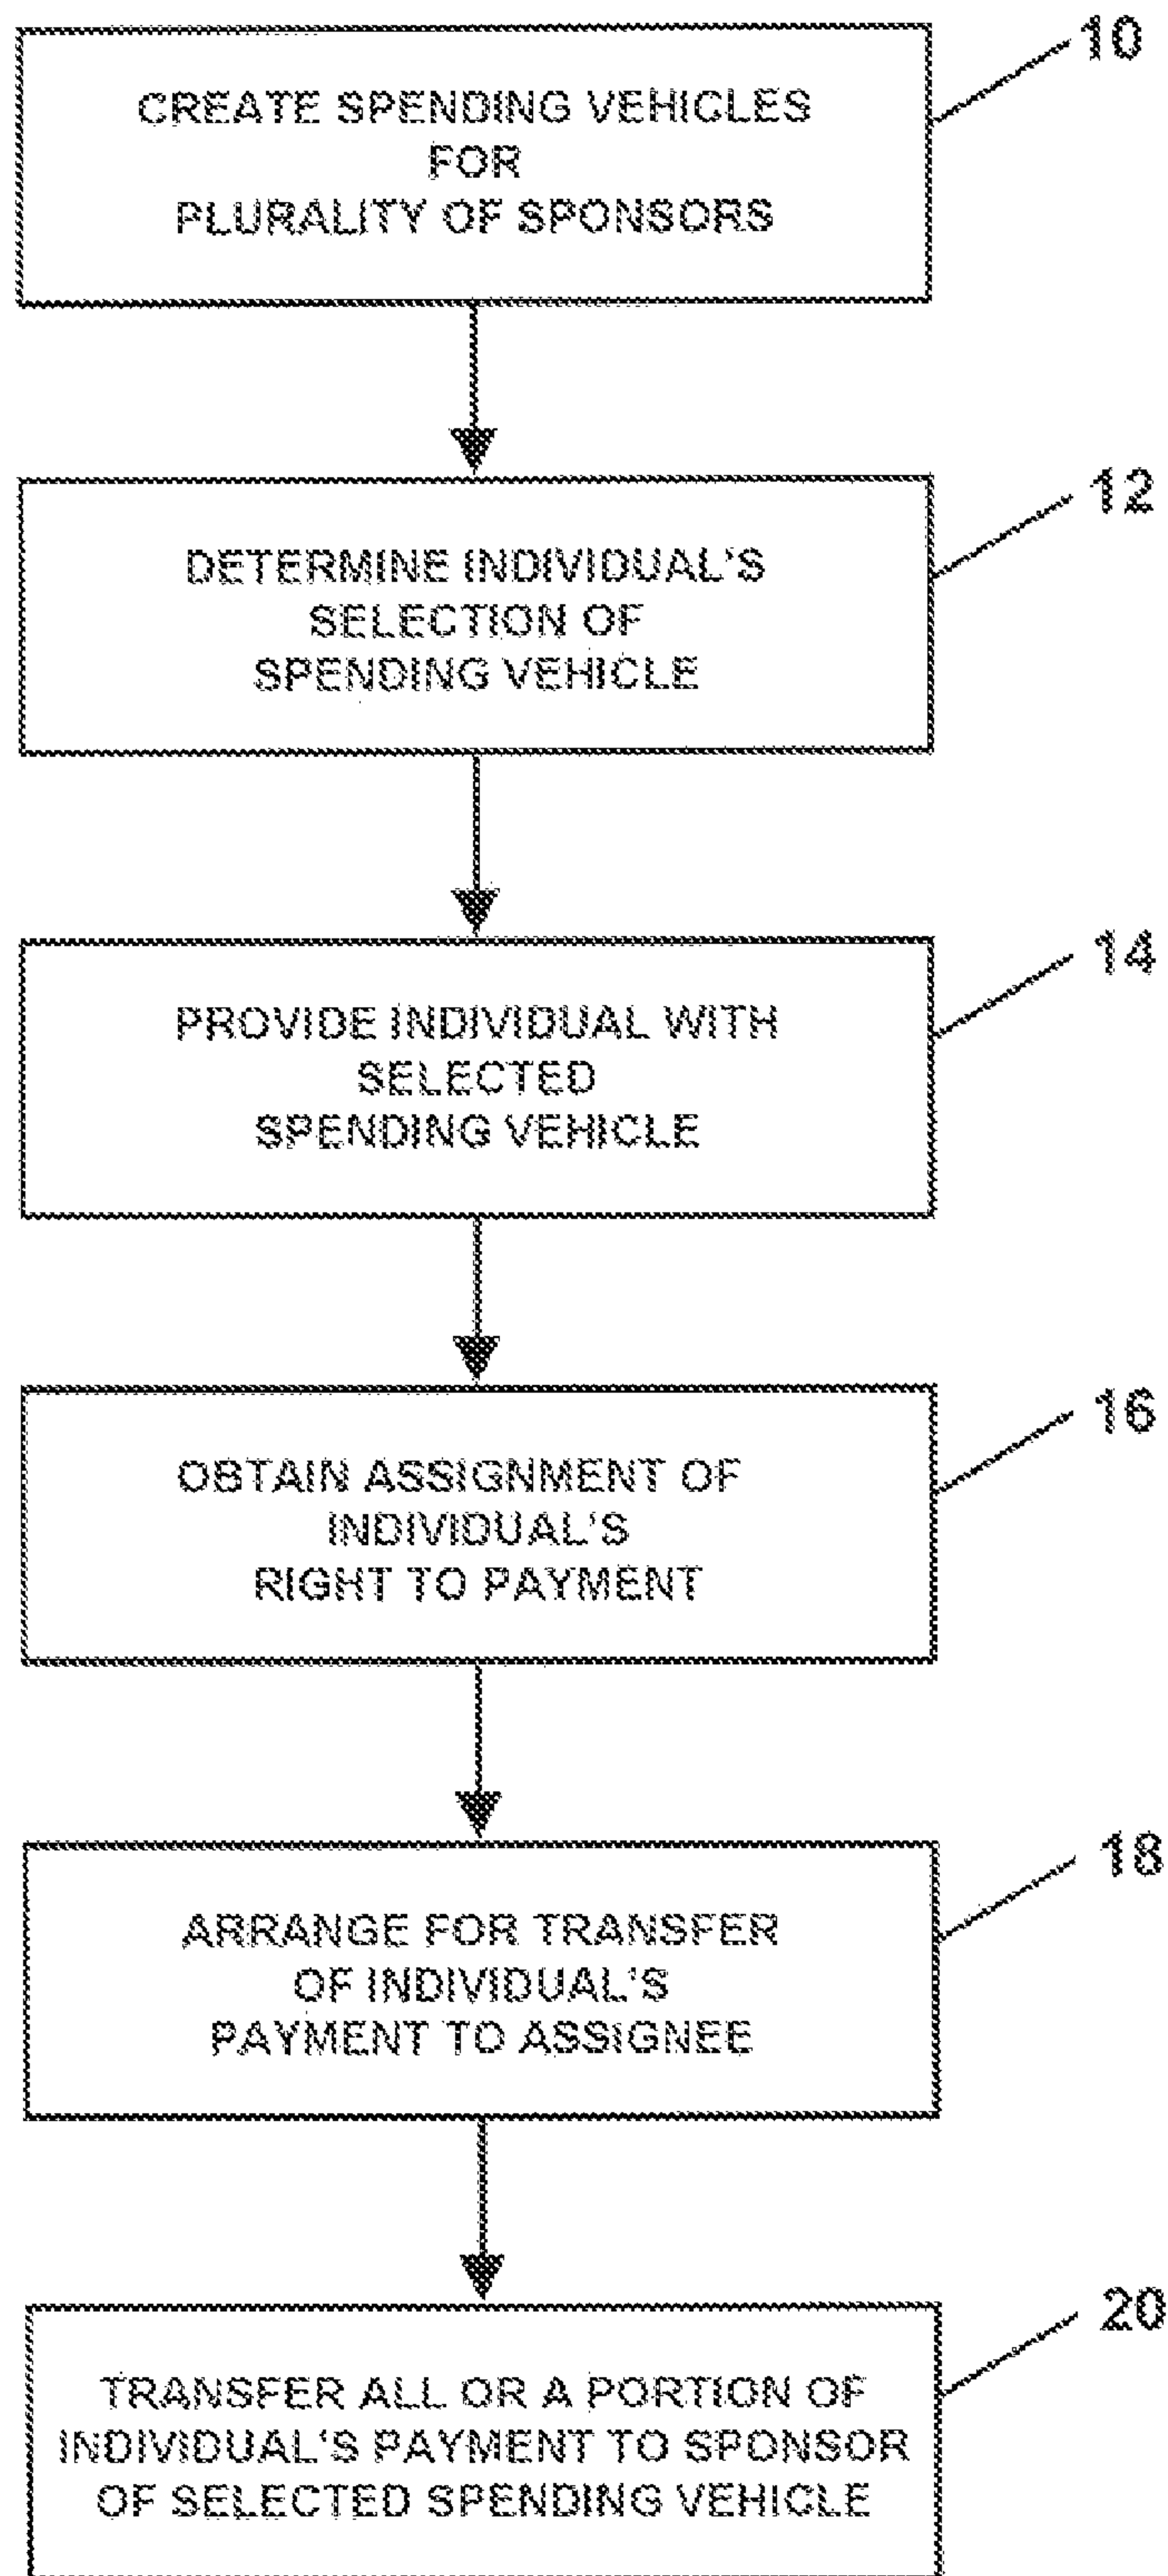 10
CREATE SPENDING VEHICLES
FOR
PLURALITY OF SPONSORS
12
DETERMINE INDIVIDUAL'S
SELECTION OF
SPENDING VEHICLE
14
PROVIDE INDIVIDUAL WITH
SELECTED
SPENDING VEHICLE
16
OBTAIN ASSIGNMENT OF
INDIVIDUAL'S
RIGHT TO PAYMENT
18
ARRANGE FOR TRANSFER
OF INDIVIDUAL'S
PAYMENT TO ASSIGNEE
20
TRANSFER ALL OR A PORTION OF
INDIVIDUAL'S PAYMENT TO SPONSOR
OF SELECTED SPENDING VEHICLE